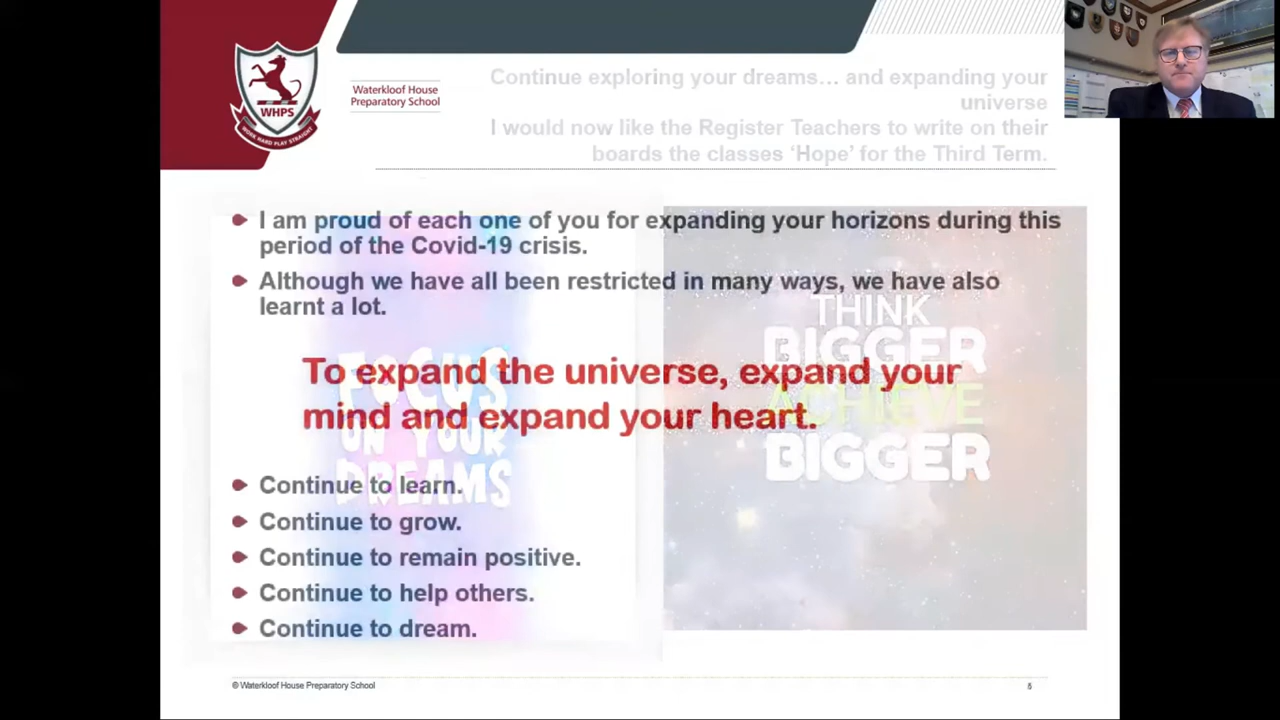 WHPS
WORK HARD PLAY STRAIGHT
Waterkloof House
Preparatory School
Continue exploring your dreams… and expanding your
universe
I would now like the Register Teachers to write on their
boards the classes ‘Hope’ for the Third Term.
I am proud of each one of you for expanding your horizons during this
period of the Covid-19 crisis.
Although we have all been restricted in many ways, we have also
learnt a lot.
To expand the universe, expand your
mind and expand your heart.
Continue to learn.
Continue to grow.
Continue to remain positive.
Continue to help others.
Continue to dream.
FOCUS
ON YOUR
DREAMS
THINK
BIGGER
ACHIEVE
BIGGER
© Waterkloof House Preparatory School
5